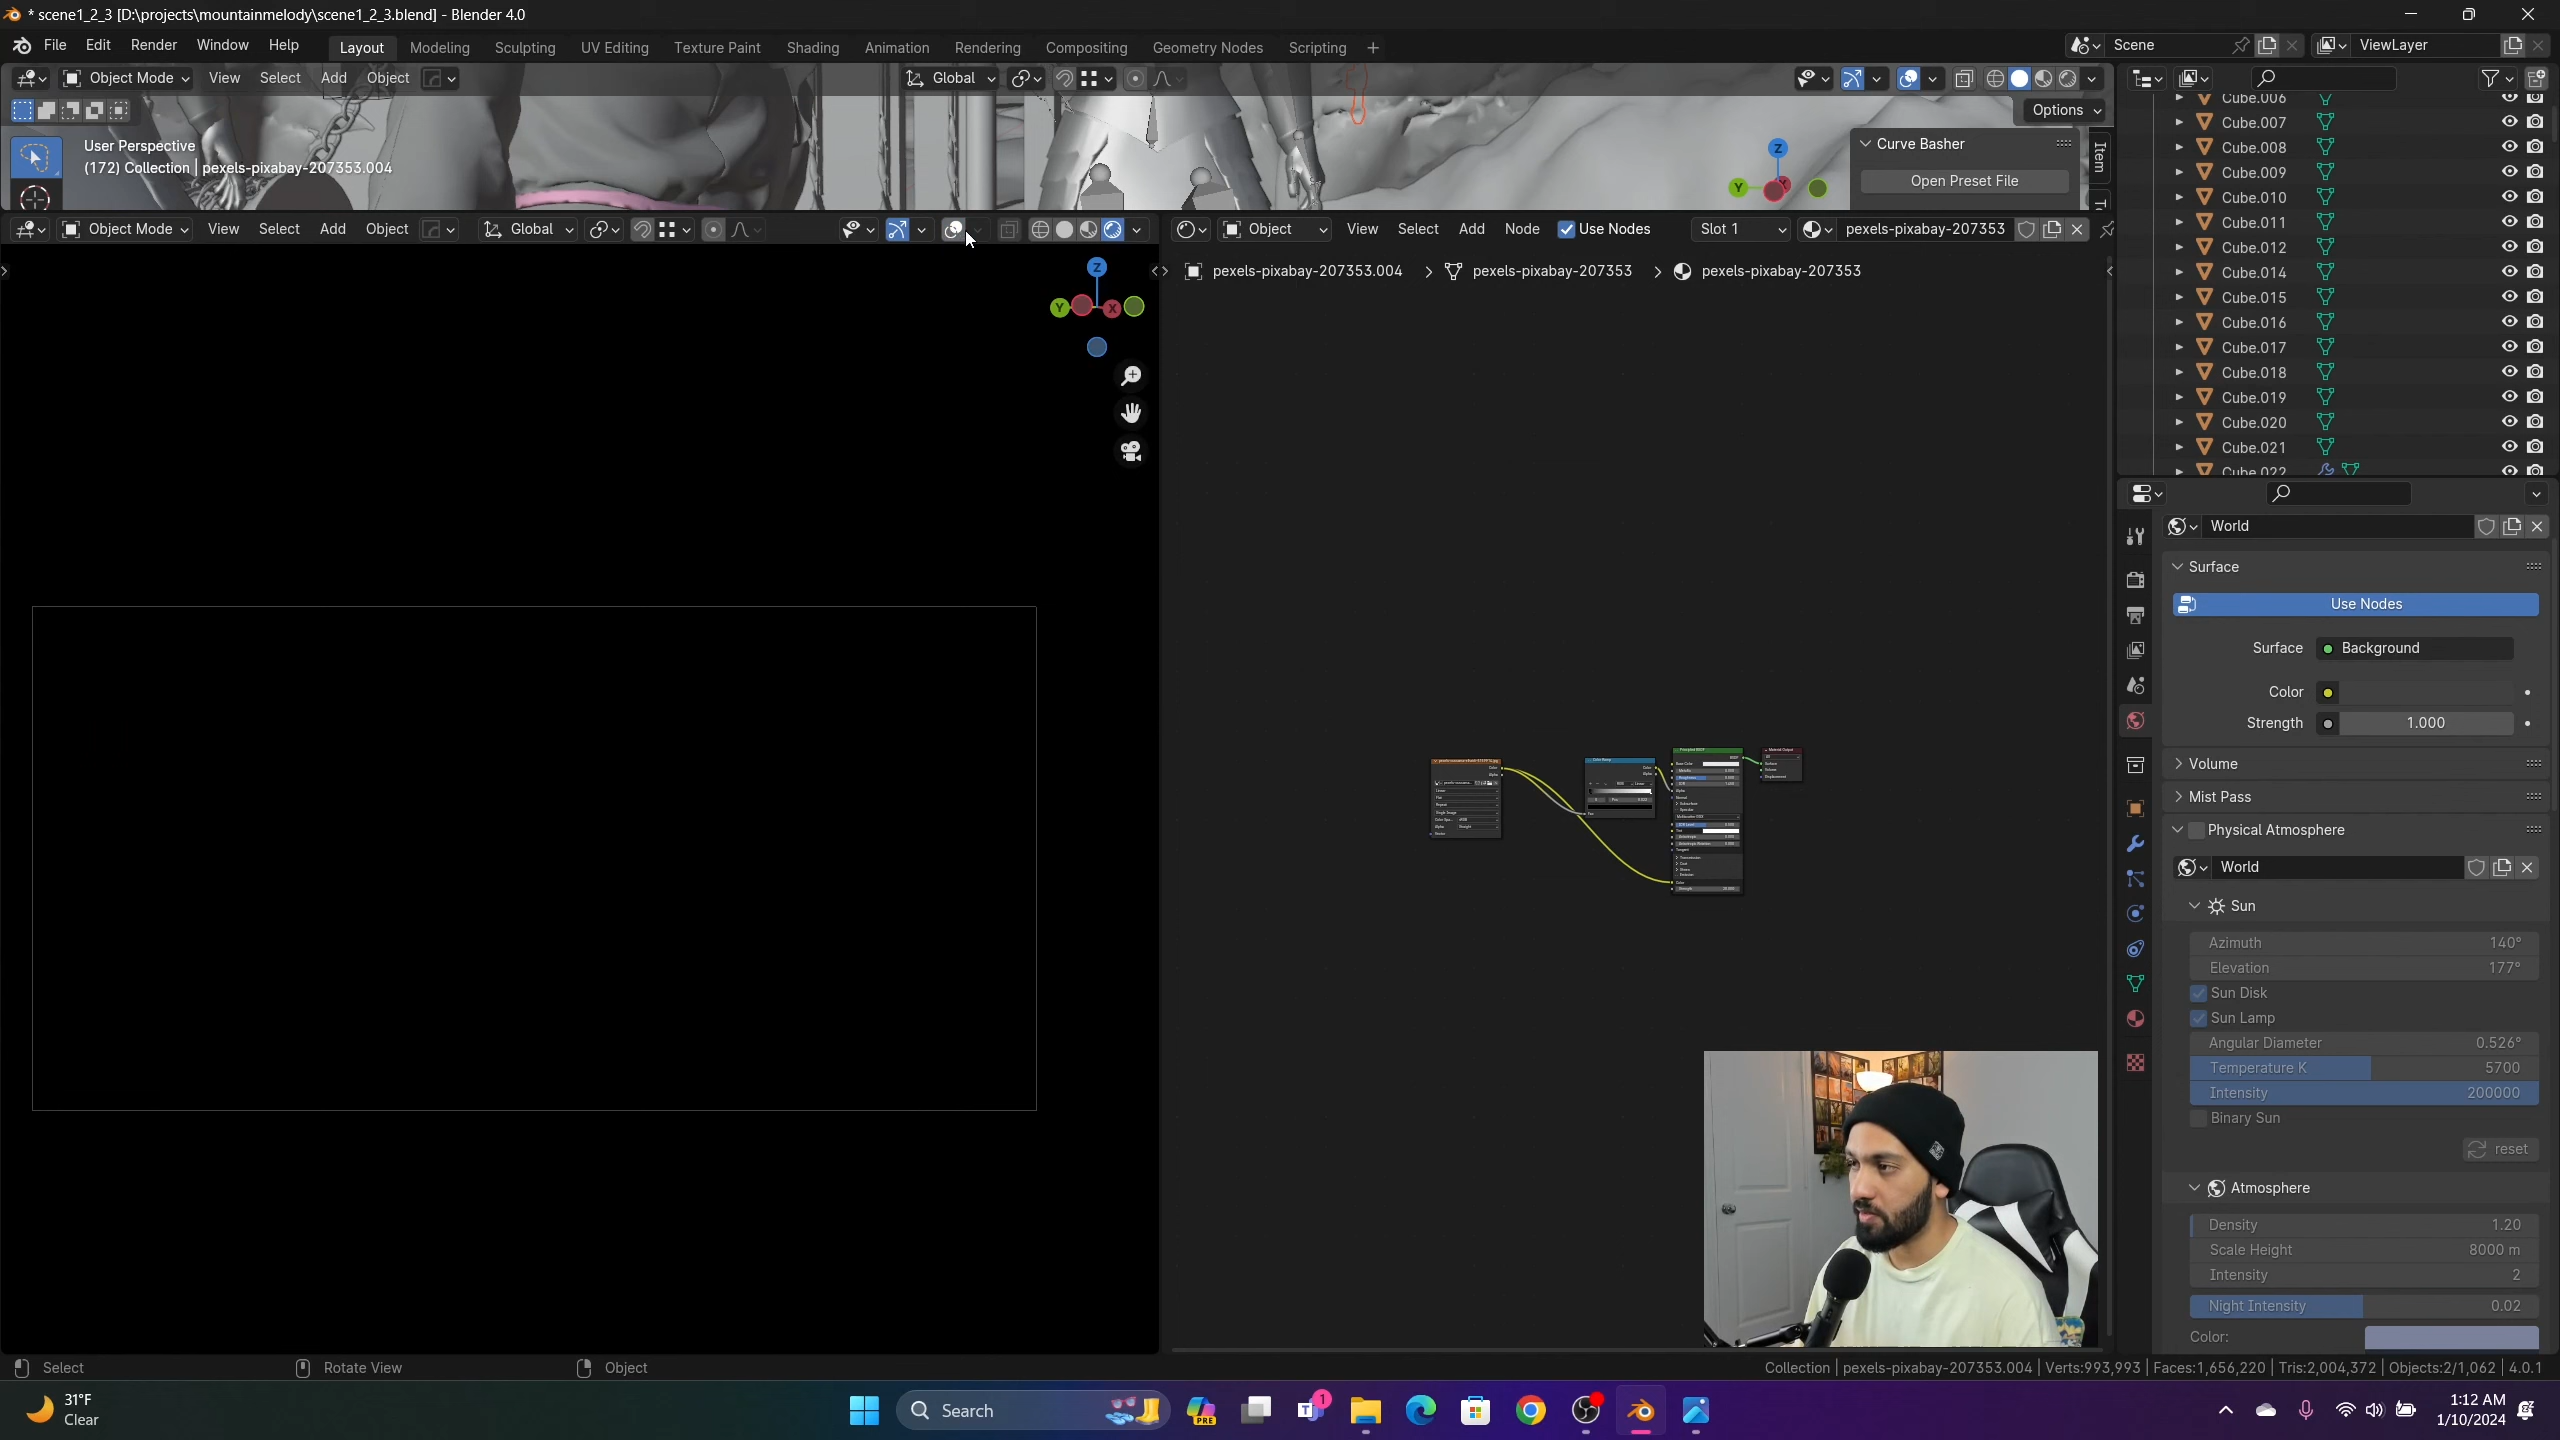 * scene1_2_3 [D:\projects\mountainmelody\scene1_2_3.blend] - Blender 4.0
File Edit Render Window Help Layout Modeling Sculpting UV Editing Texture Paint Shading Animation Rendering Compositing Geometry Nodes Scripting + Scene ViewLayer
Object Mode View Select Add Object Global
Options
User Perspective
(172) Collection | pexels-pixabay-207353.004
Curve Basher
Open Preset File
Item
Z
Y
Object Mode View Select Add Object Global
Object View Select Add Node Use Nodes Slot 1 pexels-pixabay-207353
pexels-pixabay-207353.004 > pexels-pixabay-207353 > pexels-pixabay-207353
Z
Y
X
Cube.006
Cube.007
Cube.008
Cube.009
Cube.010
Cube.011
Cube.012
Cube.014
Cube.015
Cube.016
Cube.017
Cube.018
Cube.019
Cube.020
Cube.021
Cube.022
World
Surface
Use Nodes
Surface Background
Color
Strength 1.000
Volume
Mist Pass
Physical Atmosphere
World
Sun
Azimuth 140°
Elevation 177°
Sun Disk
Sun Lamp
Angular Diameter 0.526°
Temperature K 5700
Intensity 200000
Binary Sun
reset
Atmosphere
Density 1.20
Scale Height 8000 m
Intensity 2
Night Intensity 0.02
Color:
Select Rotate View Object
Collection | pexels-pixabay-207353.004 | Verts:993,993 | Faces:1,656,220 | Tris:2,004,372 | Objects:2/1,062 | 4.0.1
31°F
Clear
Search
PRE
1
1:12 AM
1/10/2024